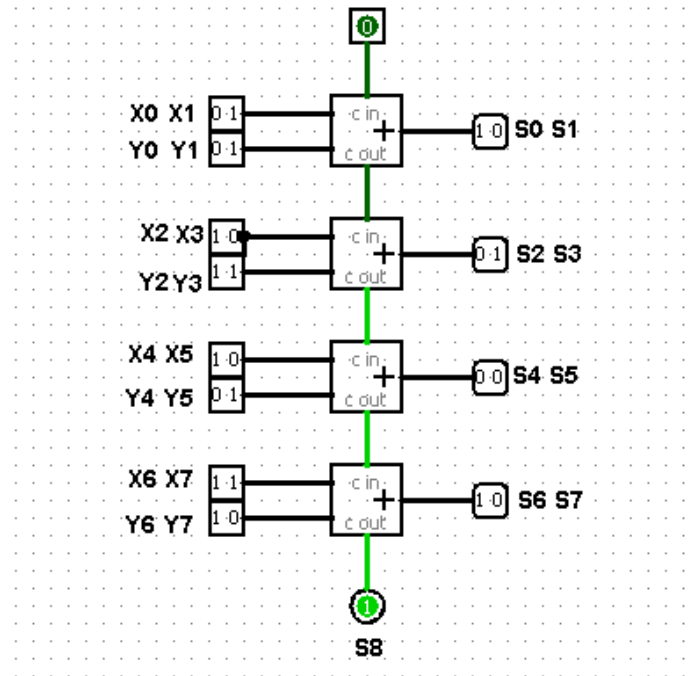 0
X0 X1 0 1 c in
+ 1 0 S0 S1
Y0 Y1 0 1 c out
X2 X3 1 0 c in
+ 0 1 S2 S3
Y2 Y3 1 1 c out
X4 X5 1 0 c in
+ 0 0 S4 S5
Y4 Y5 0 1 c out
X6 X7 1 1 c in
+ 1 0 S6 S7
Y6 Y7 1 0 c out
1
S8